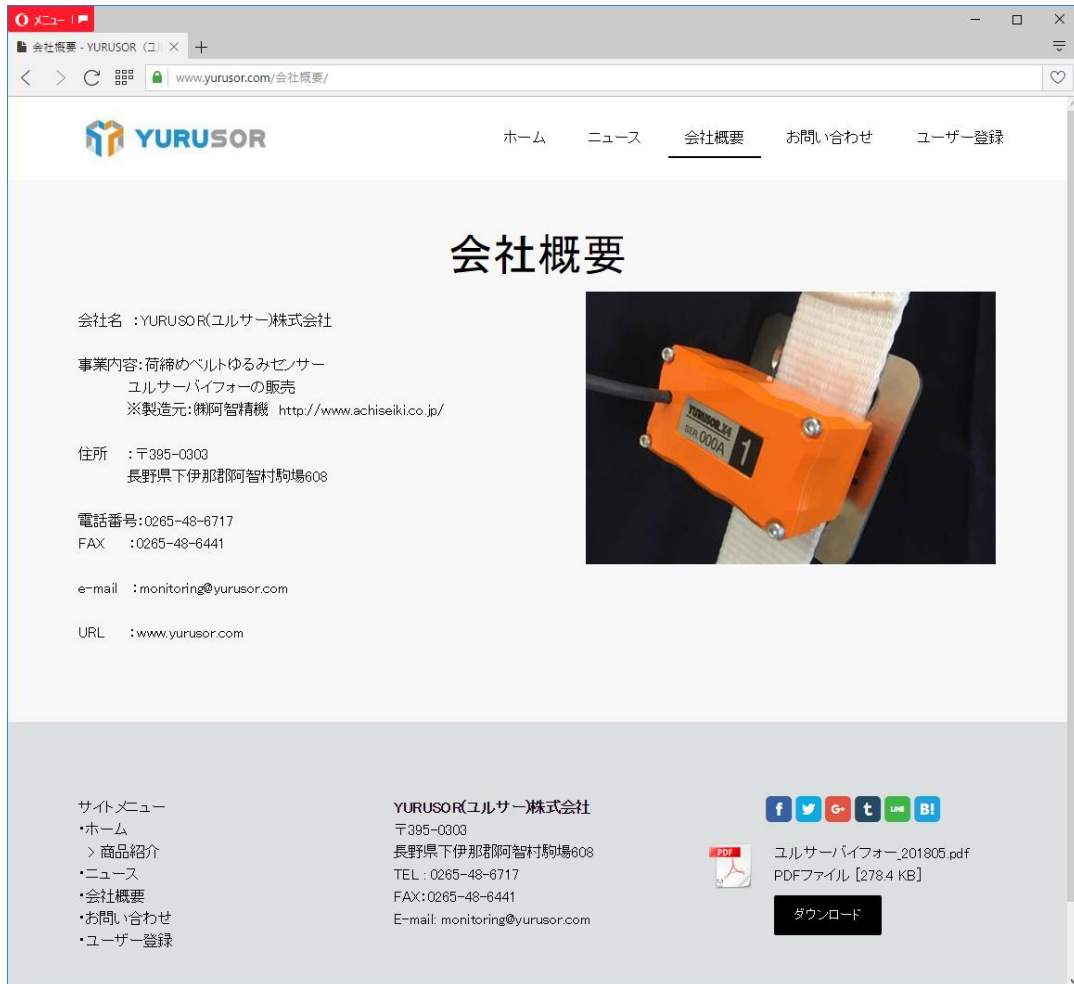 メニュー
会社概要 - YURUSOR（ユル
www.yurusor.com/会社概要/
YURUSOR
ホーム ニュース 会社概要 お問い合わせ ユーザー登録
会社概要
会社名 :YURUSOR(ユルサー)株式会社
事業内容:荷締めベルトゆるみセンサー
ユルサーバイフォーの販売
※製造元:㈱阿智精機 http://www.achiseiki.co.jp/
住所 :〒395-0303
長野県下伊那郡阿智村駒場608
電話番号:0265-48-6717
FAX :0265-48-6441
e-mail :monitoring@yurusor.com
URL :www.yurusor.com
YURUSOR.X4
SER.000A 1
サイトメニュー
・ホーム
> 商品紹介
・ニュース
・会社概要
・お問い合わせ
・ユーザー登録
YURUSOR(ユルサー)株式会社
〒395-0303
長野県下伊那郡阿智村駒場608
TEL : 0265-48-6717
FAX:0265-48-6441
E-mail: monitoring@yurusor.com
f G+ t LINE B!
PDF
ユルサーバイフォー_201805.pdf
PDFファイル [278.4 KB]
ダウンロード